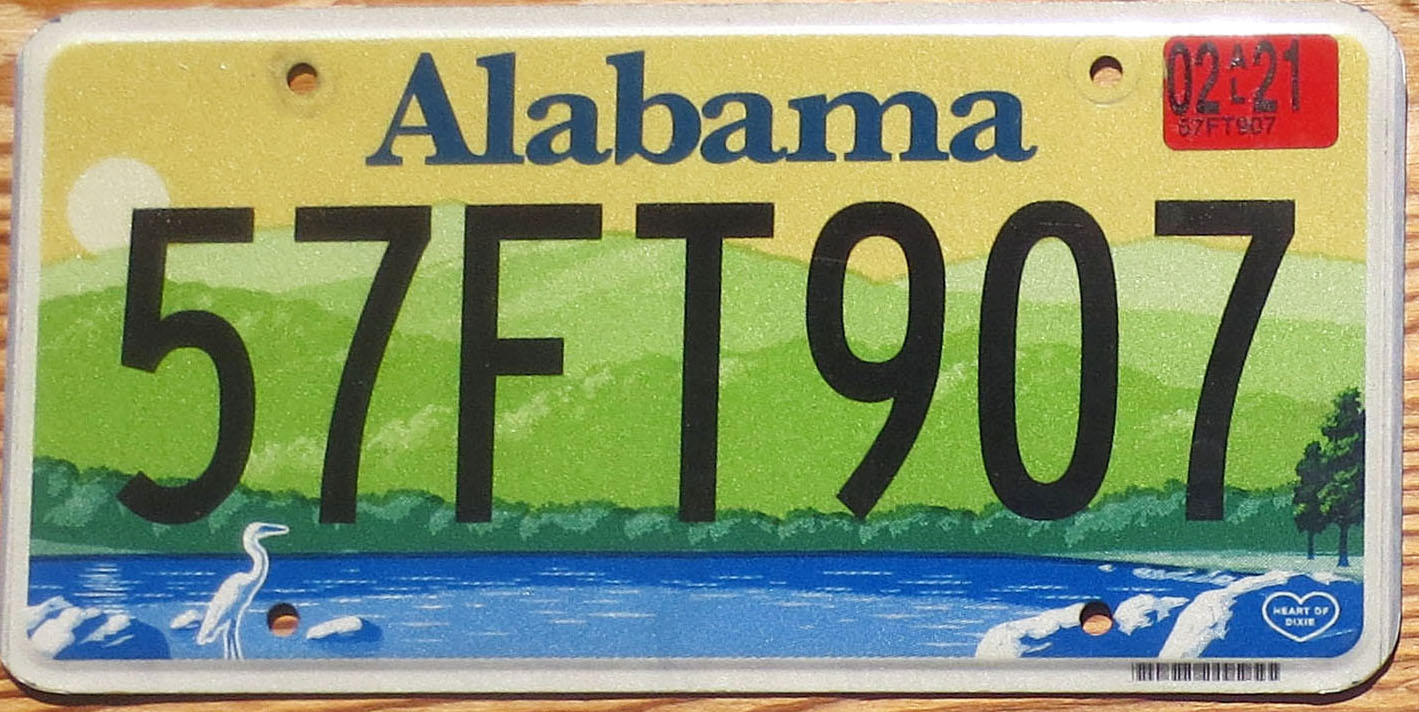 Alabama
02 AL 21
57FT907
57FT907
HEART OF
DIXIE